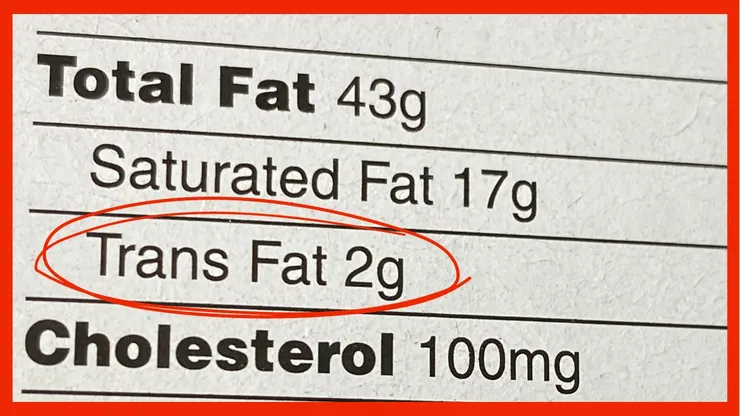 Total Fat 43g
Saturated Fat 17g
Trans Fat 2g
Cholesterol 100mg